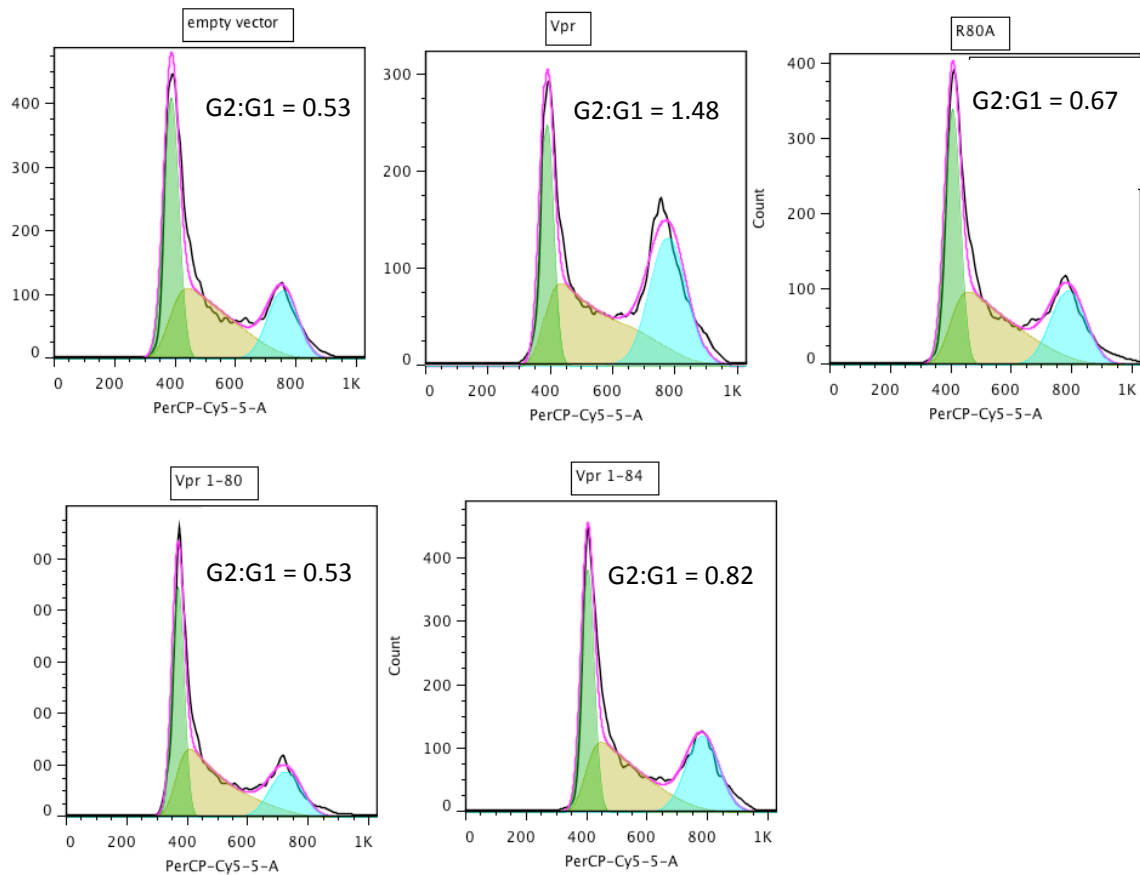 empty vector
G2:G1 = 0.53
400
300
200
100
0
0 200 400 600 800 1K
PerCP-Cy5-5-A
Vpr
G2:G1 = 1.48
300
200
100
0
0 200 400 600 800 1K
PerCP-Cy5-5-A
R80A
G2:G1 = 0.67
Count
400
300
200
100
0
0 200 400 600 800 1K
PerCP-Cy5-5-A
Vpr 1-80
G2:G1 = 0.53
00
00
00
00
00
0
0 200 400 600 800 1K
PerCP-Cy5-5-A
Vpr 1-84
G2:G1 = 0.82
Count
400
300
200
100
0
0 200 400 600 800 1K
PerCP-Cy5-5-A